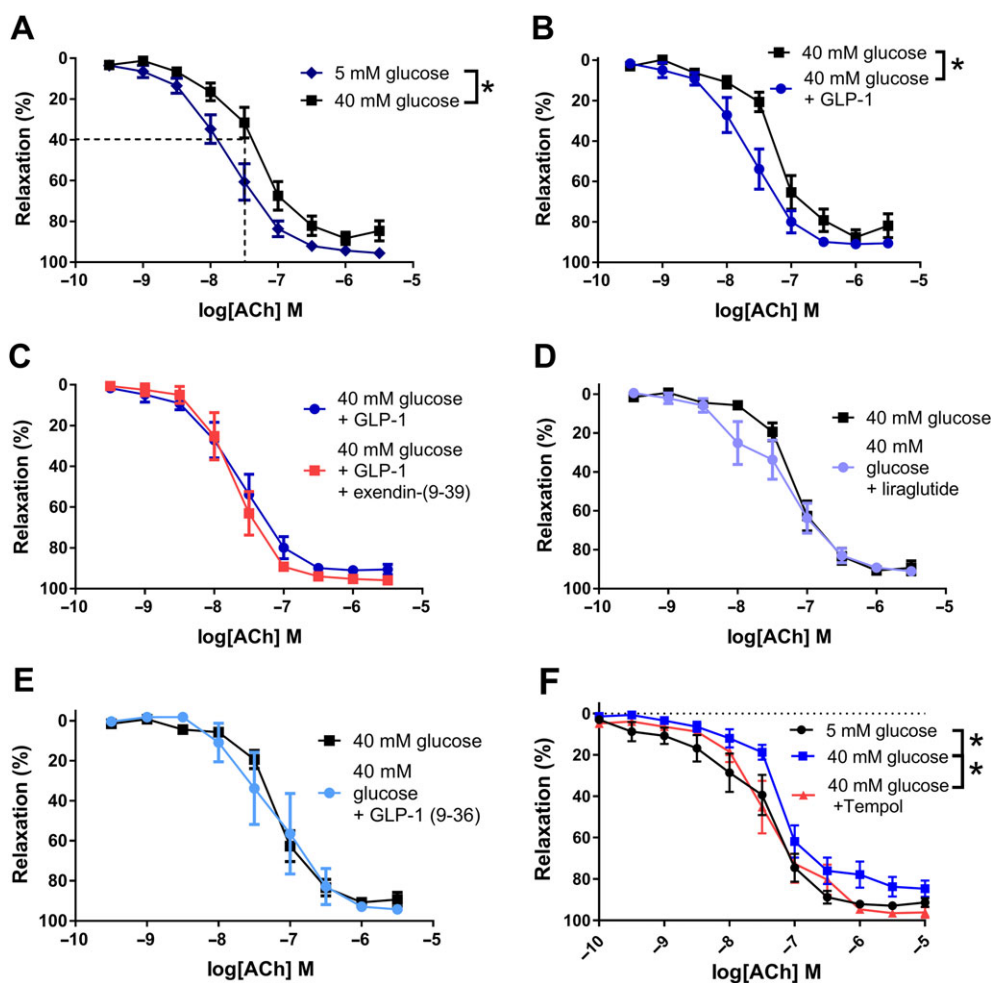 A
0
20
40
60
80
100
Relaxation (%)
5 mM glucose
40 mM glucose
*
−10
−9
−8
−7
−6
−5
log[ACh] M
B
0
20
40
60
80
100
Relaxation (%)
40 mM glucose
40 mM glucose
+ GLP-1
*
−10
−9
−8
−7
−6
−5
log[ACh] M
C
0
20
40
60
80
100
Relaxation (%)
40 mM glucose
+ GLP-1
40 mM glucose
+ GLP-1
+ exendin-(9-39)
−10
−9
−8
−7
−6
−5
log[ACh] M
D
0
20
40
60
80
100
Relaxation (%)
40 mM glucose
40 mM
glucose
+ liraglutide
−10
−9
−8
−7
−6
−5
log[ACh] M
E
0
20
40
60
80
100
Relaxation (%)
40 mM glucose
40 mM
glucose
+ GLP-1 (9-36)
−10
−9
−8
−7
−6
−5
log[ACh] M
F
0
20
40
60
80
100
Relaxation (%)
5 mM glucose
40 mM glucose
40 mM glucose
+Tempol
*
*
−10
−9
−8
−7
−6
−5
log[ACh] M